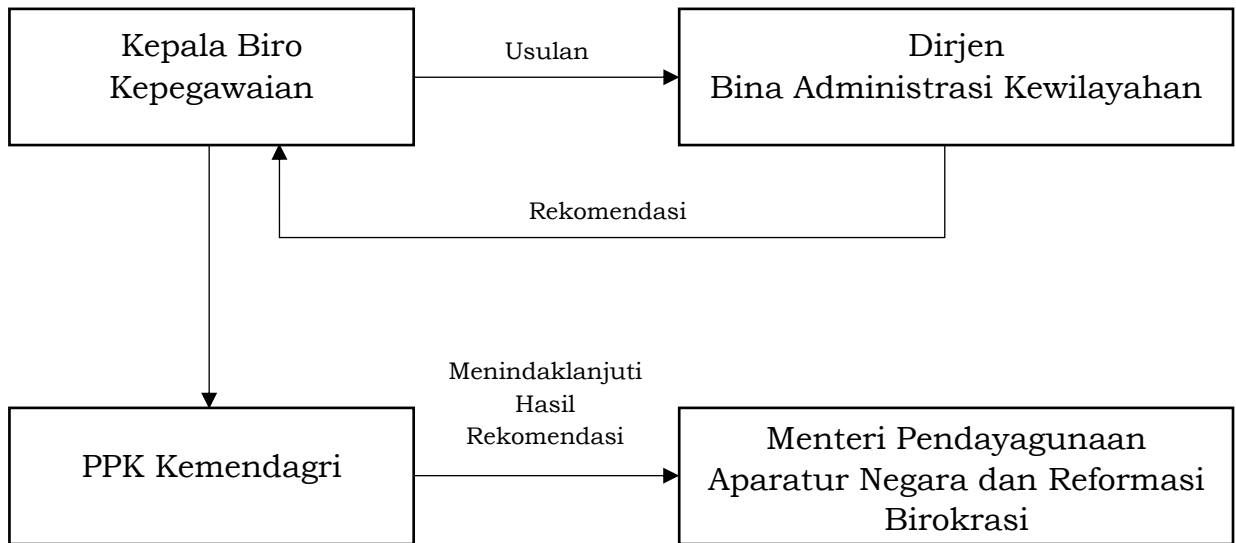 Kepala Biro
Kepegawaian
Usulan
Dirjen
Bina Administrasi Kewilayahan
Rekomendasi
PPK Kemendagri
Menindaklanjuti
Hasil
Rekomendasi
Menteri Pendayagunaan
Aparatur Negara dan Reformasi
Birokrasi